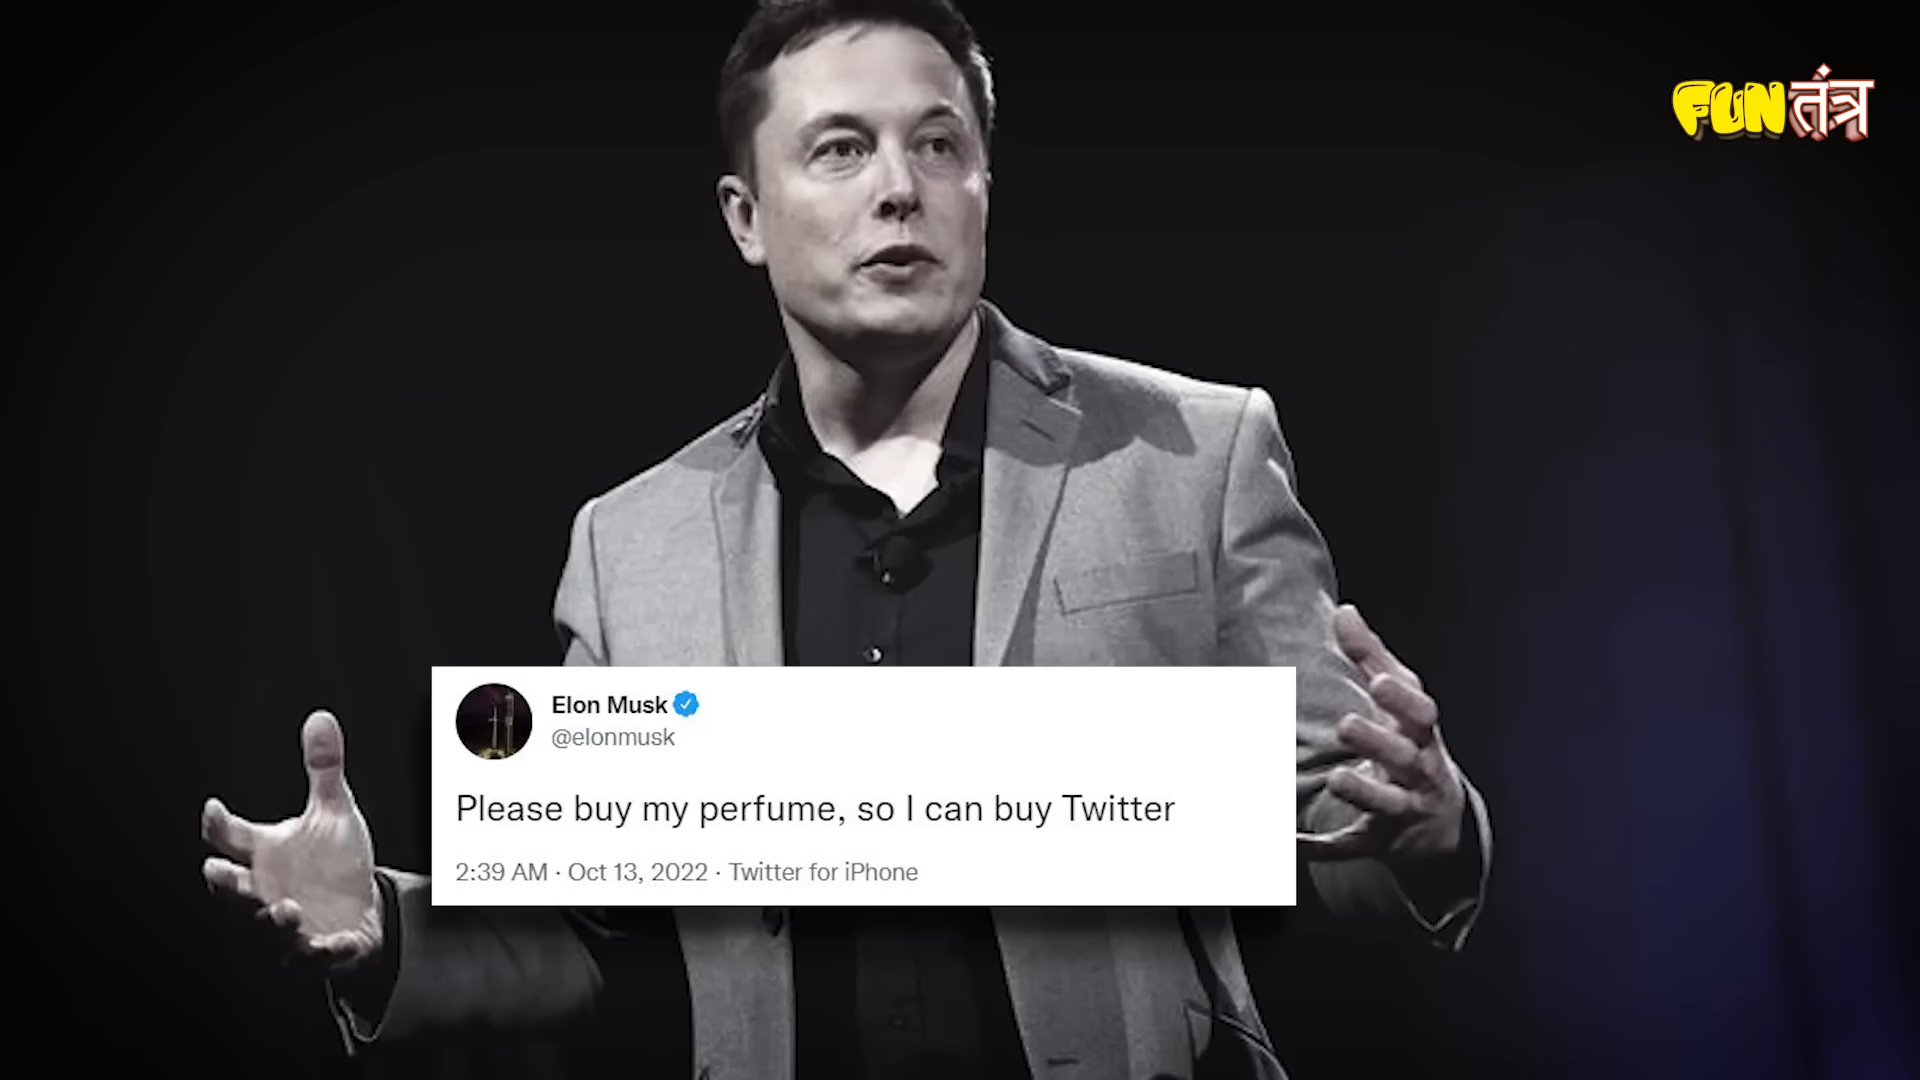 FUNतंत्र
Elon Musk
@elonmusk
Please buy my perfume, so I can buy Twitter
2:39 AM · Oct 13, 2022 · Twitter for iPhone